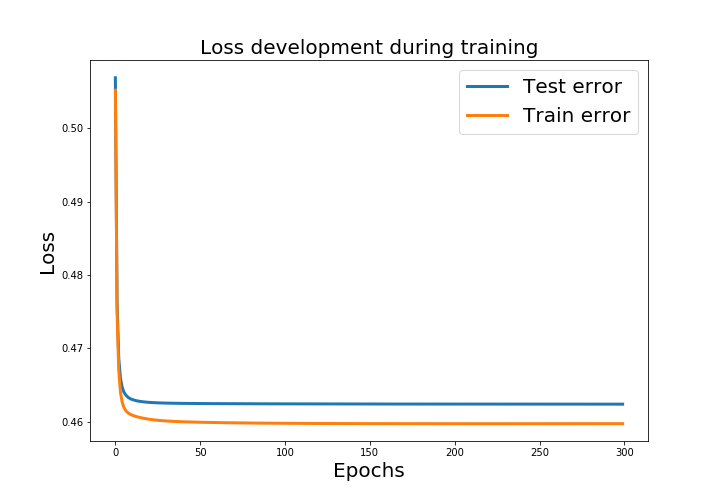 Loss development during training
Test error
Train error
0.50
0.49
0.48
0.47
0.46
Loss
0
50
100
150
200
250
300
Epochs